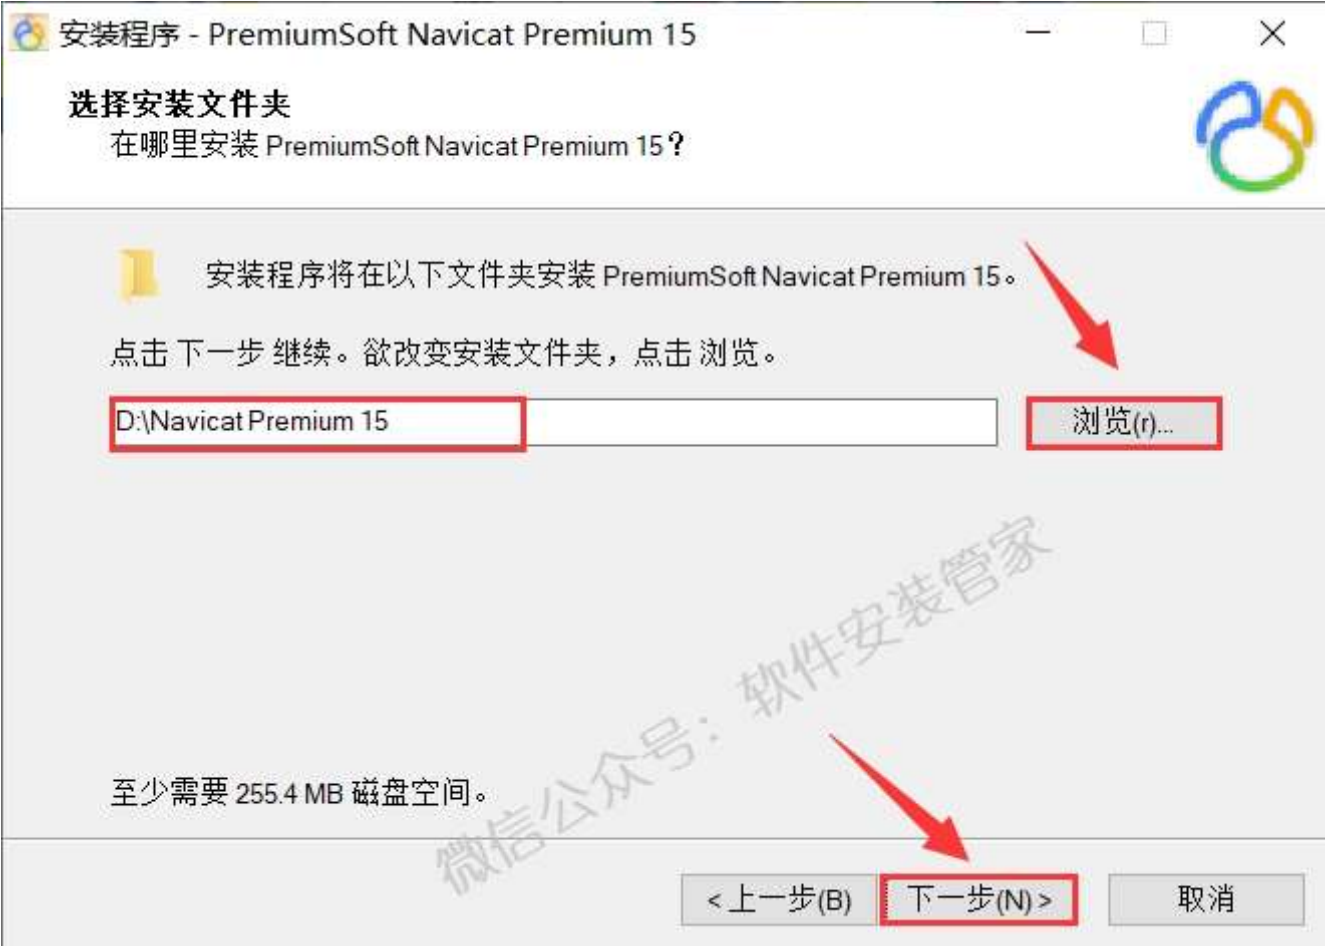 安装程序 - PremiumSoft Navicat Premium 15
选择安装文件夹
在哪里安装 PremiumSoft Navicat Premium 15?
安装程序将在以下文件夹安装 PremiumSoft Navicat Premium 15。
点击 下一步 继续。欲改变安装文件夹，点击 浏览。
D:\Navicat Premium 15
浏览(r)...
微信公众号：软件安装管家
至少需要 255.4 MB 磁盘空间。
< 上一步(B)
下一步(N) >
取消